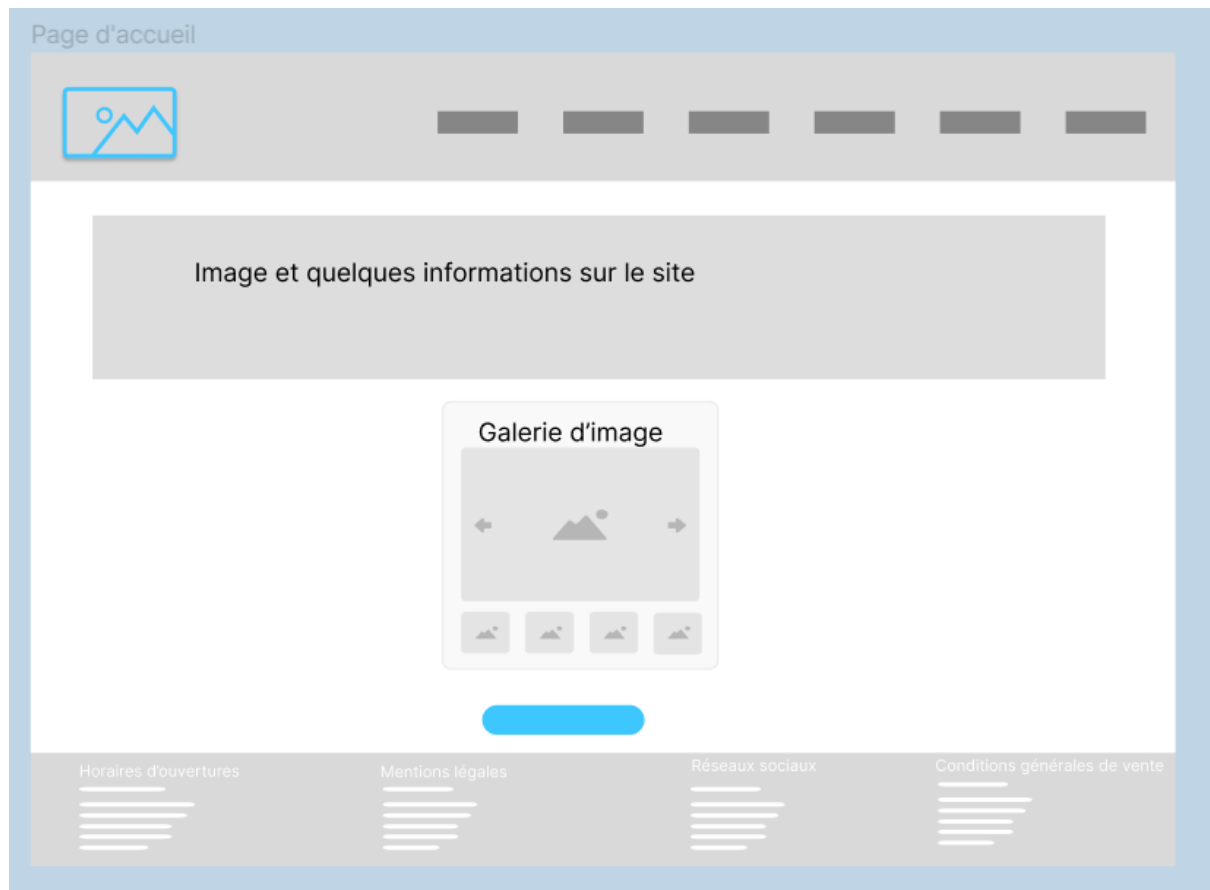 Page d'accueil
Image et quelques informations sur le site
Galerie d’image
Horaires d’ouvertures
Mentions légales
Réseaux sociaux
Conditions générales de vente